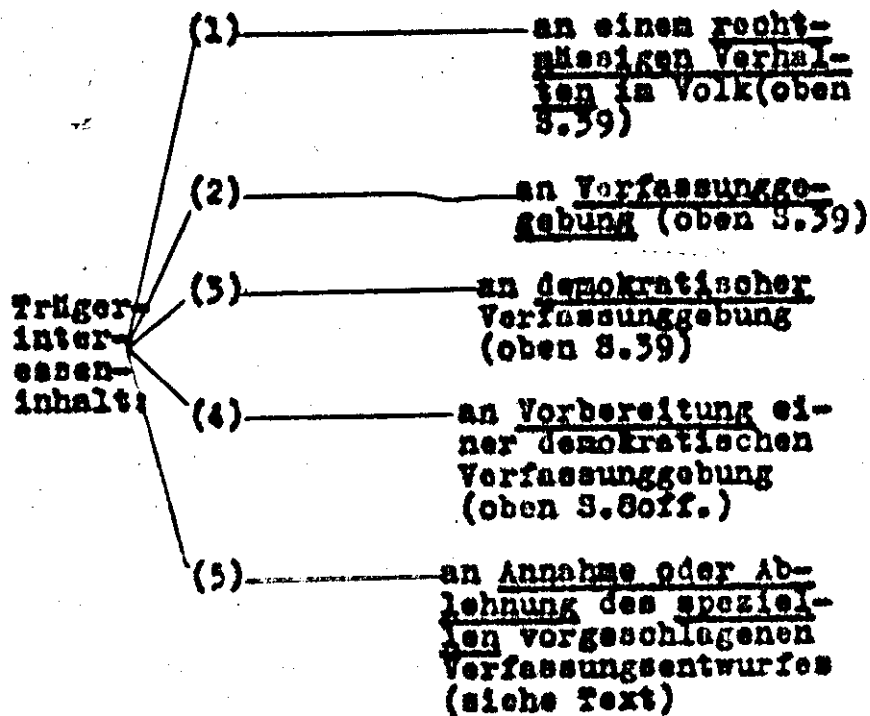 (1) an einem recht-
mässigen Verhal-
ten im Volk(oben
S.39)
(2) an Verfassungge-
gebung (oben S.39)
Träger-
inter-
essen-
inhalt:
(3) an demokratischer
Verfassunggebung
(oben S.39)
(4) an Vorbereitung ei-
ner demokratischen
Verfassunggebung
(oben S.8off.)
(5) an Annahme oder Ab-
lehnung des speziel-
len vorgeschlagenen
Verfassungsentwurfes
(siehe Text)